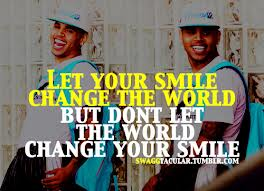 Let your smile
change the world
but dont let
the world
change your smile
swaggtacular.tumblr.com